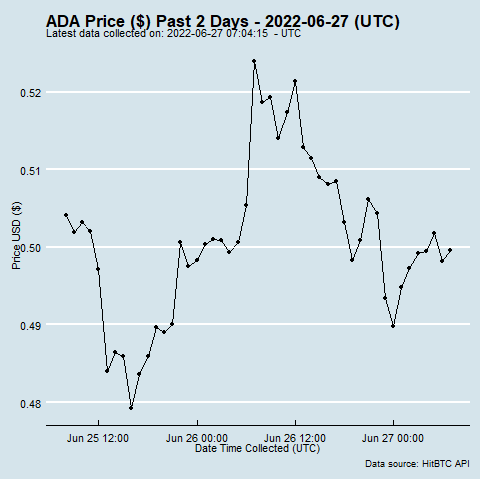 ADA Price ($) Past 2 Days - 2022-06-27 (UTC)
Latest data collected on: 2022-06-27 07:04:15  - UTC
0.52
0.51
0.50
0.49
0.48
Price USD ($)
Jun 25 12:00
Jun 26 00:00
Jun 26 12:00
Jun 27 00:00
Date Time Collected (UTC)
Data source: HitBTC API